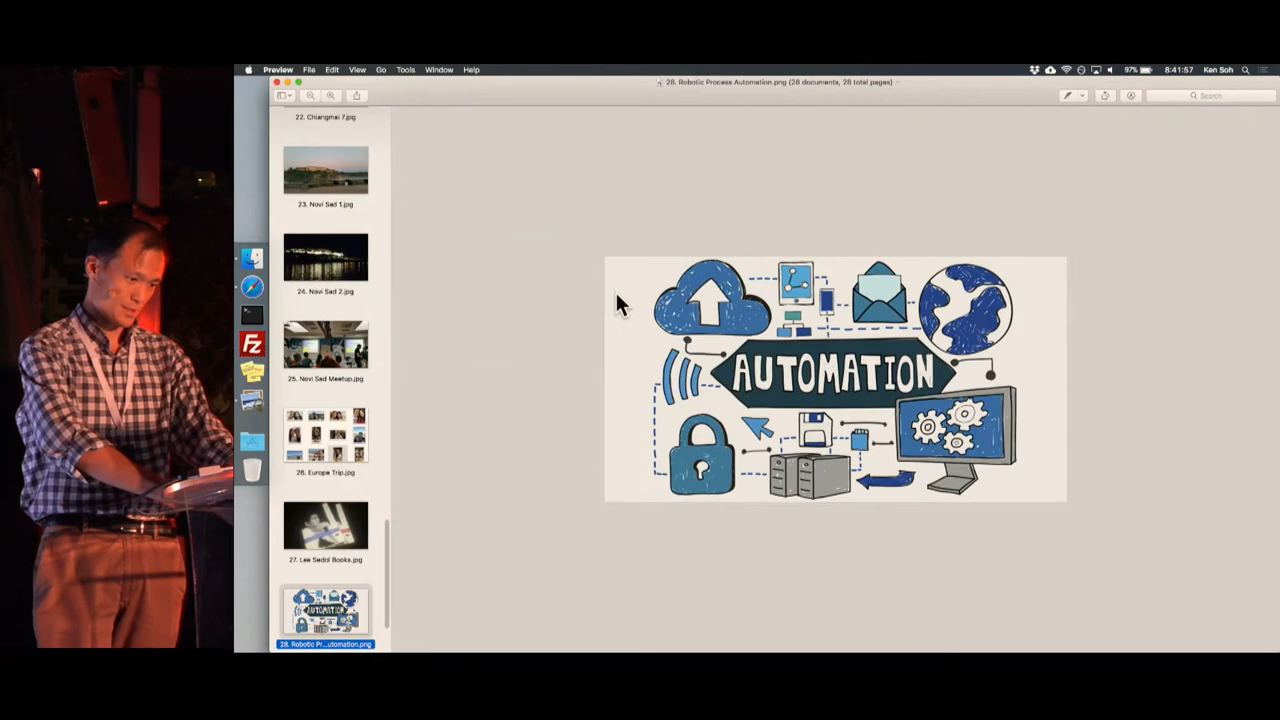 Preview File Edit View Go Tools Window Help
97% 8:41:57 Ken Soh
28. Robotic Process Automation.png (28 documents, 28 total pages)
Search
22. Chiangmai 7.jpg
23. Novi Sad 1.jpg
24. Novi Sad 2.jpg
25. Novi Sad Meetup.jpg
26. Europe Trip.jpg
27. Lee Sedol Books.jpg
28. Robotic Pr...utomation.png
AUTOMATION
Fz